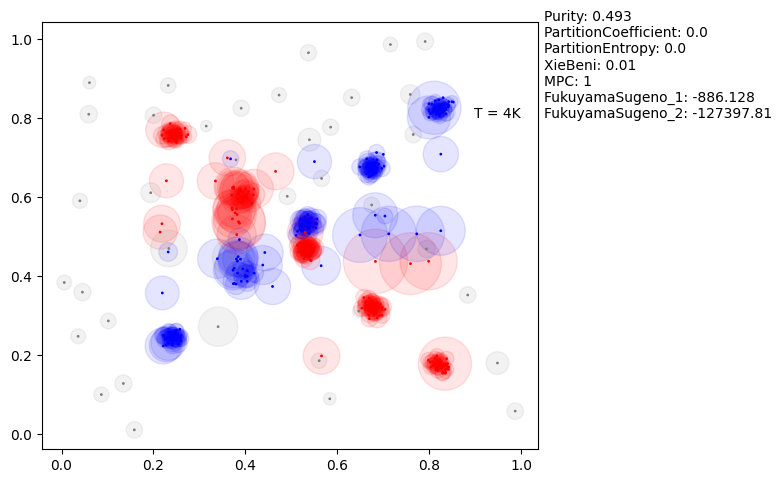 Purity: 0.493
PartitionCoefficient: 0.0
PartitionEntropy: 0.0
XieBeni: 0.01
MPC: 1
FukuyamaSugeno_1: -886.128
FukuyamaSugeno_2: -127397.81
T = 4K
1.0
0.8
0.6
0.4
0.2
0.0
0.0 0.2 0.4 0.6 0.8 1.0